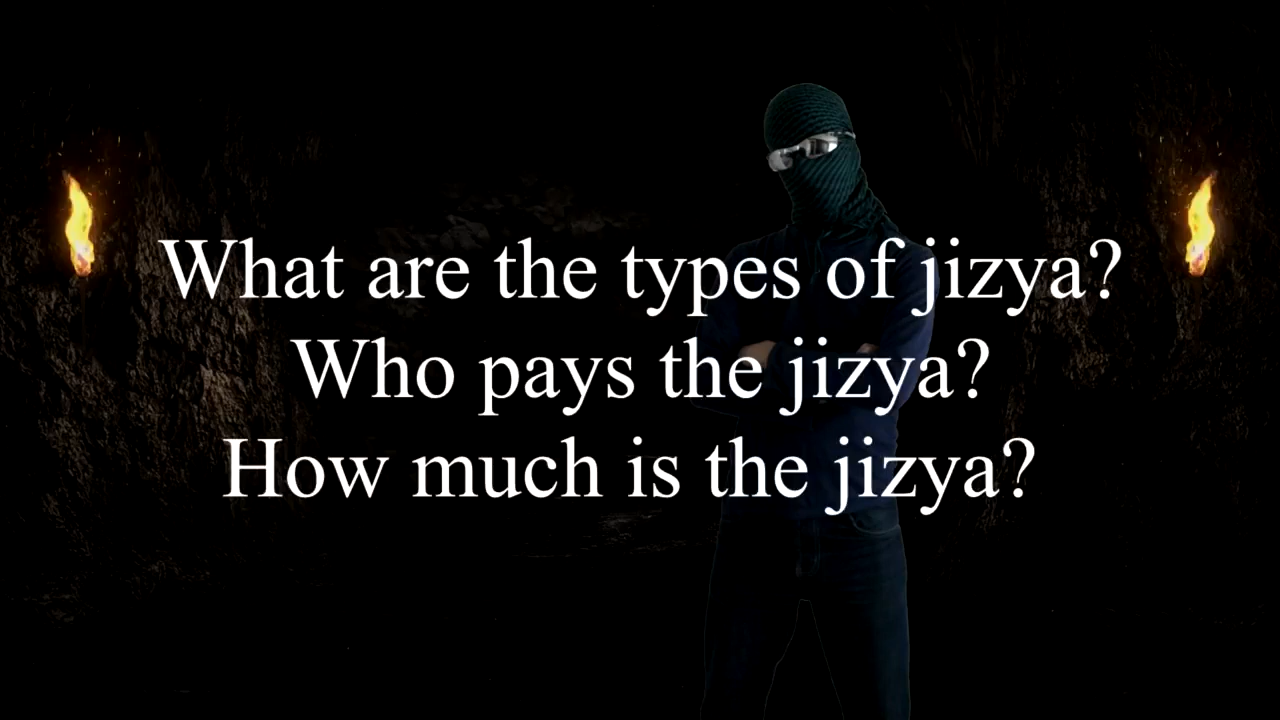 What are the types of jizya?
Who pays the jizya?
How much is the jizya?